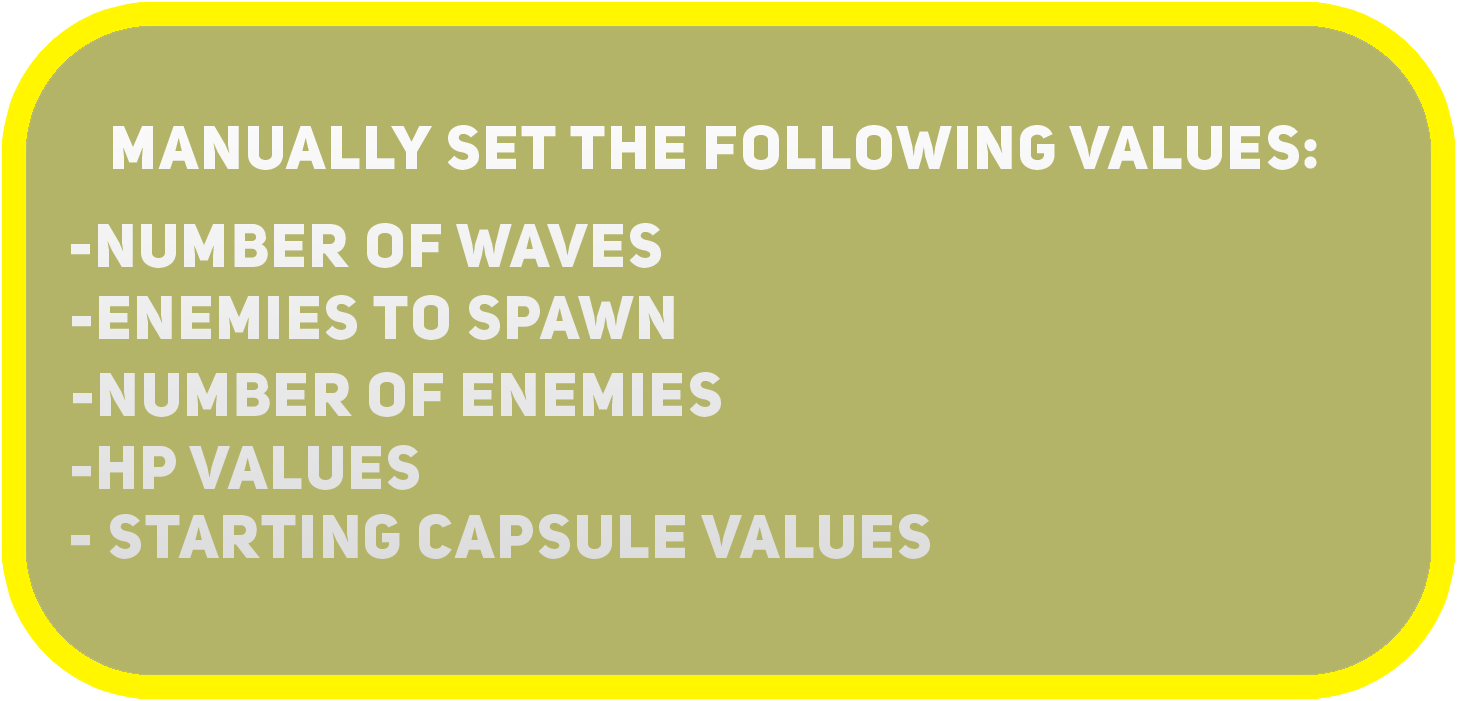 MANUALLY SET THE FOLLOWING VALUES:
-NUMBER OF WAVES
-ENEMIES TO SPAWN
-NUMBER OF ENEMIES
-HP VALUES
- STARTING CAPSULE VALUES